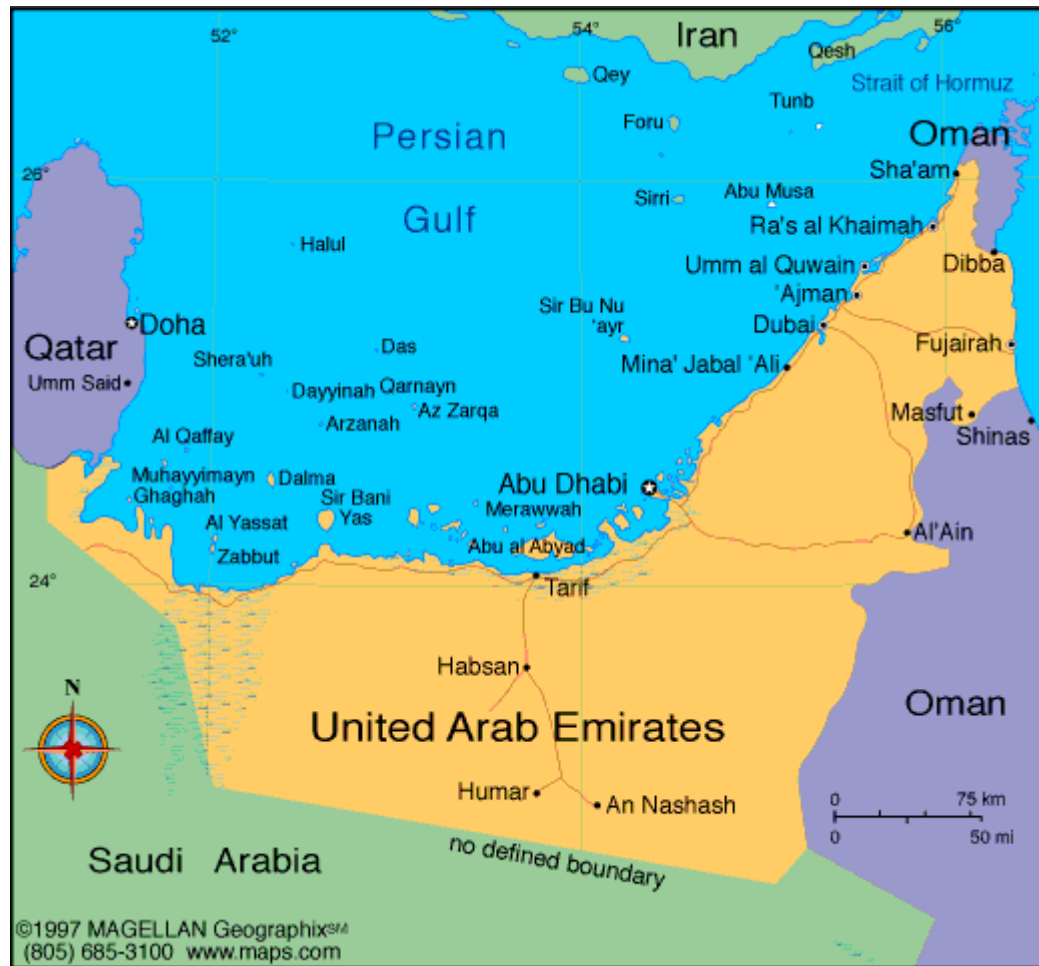 52°
54°
56°
Iran
Qesh
Qey
Strait of Hormuz
Tunb
Foru
Persian
Oman
Sha'am
26°
Sirri
Abu Musa
Gulf
Ra's al Khaimah
Halul
Umm al Quwain
Dibba
'Ajman
Sir Bu Nu
'ayr
Doha
Dubai
Qatar
Das
Fujairah
Shera'uh
Mina' Jabal 'Ali
Umm Said
Dayyinah
Qarnayn
Az Zarqa
Masfut
Arzanah
Shinas
Al Qaffay
Muhayyimayn
Dalma
Abu Dhabi
Ghaghah
Sir Bani
Yas
Merawwah
Al Yassat
Al'Ain
Zabbut
Abu al Abyad
24°
Tarif
Habsan
N
United Arab Emirates
Oman
Humar
An Nashash
0 75 km
0 50 mi
no defined boundary
Saudi Arabia
©1997 MAGELLAN Geographix℠
(805) 685-3100 www.maps.com